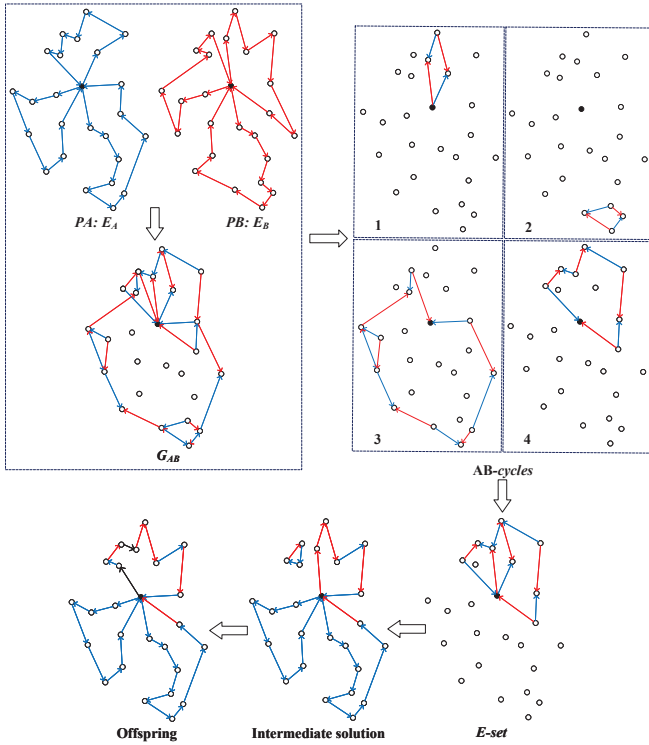 PA: E_A
PB: E_B
G_AB
1
2
3
4
AB-cycles
Offspring
Intermediate solution
E-set